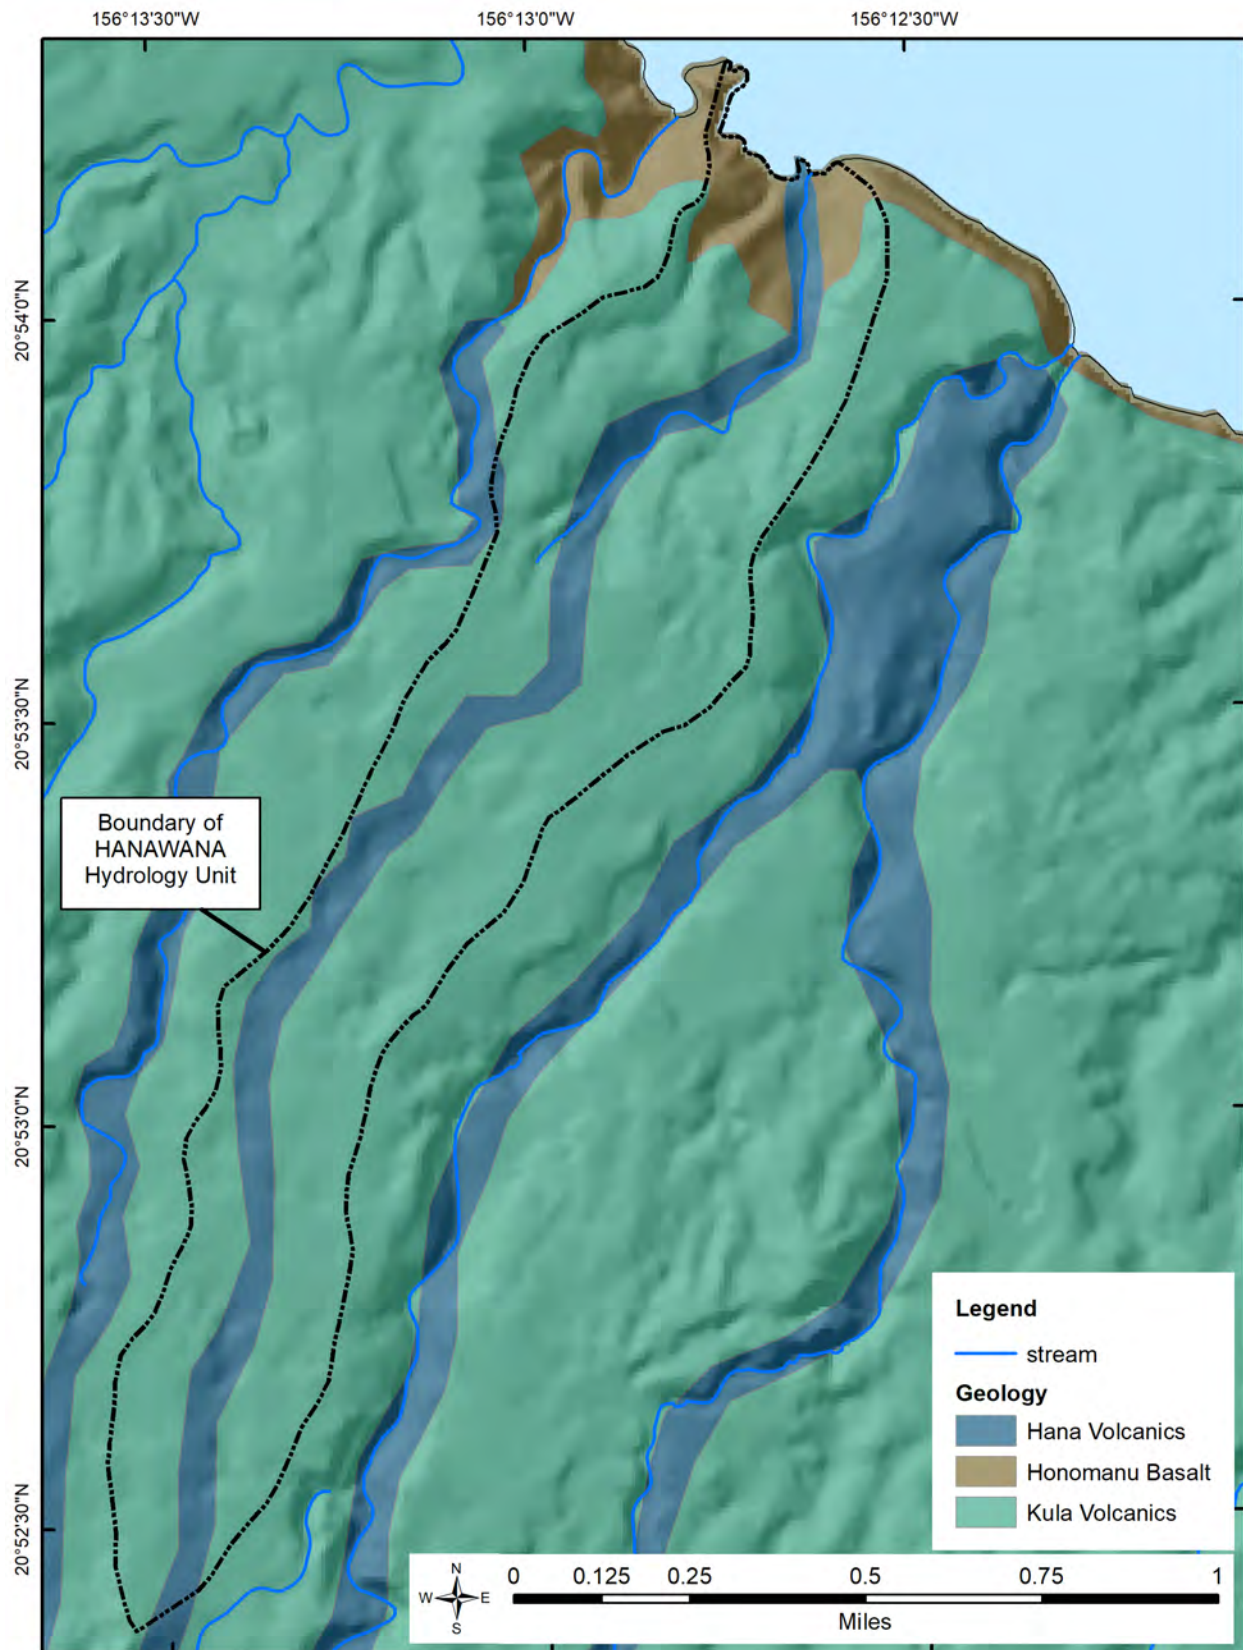 156°13'30"W
156°13'0"W
156°12'30"W
20°54'0"N
20°53'30"N
20°53'0"N
20°52'30"N
Boundary of
HANAWANA
Hydrology Unit
Legend
stream
Geology
Hana Volcanics
Honomanu Basalt
Kula Volcanics
N
W E
S
0 0.125 0.25 0.5 0.75 1
Miles